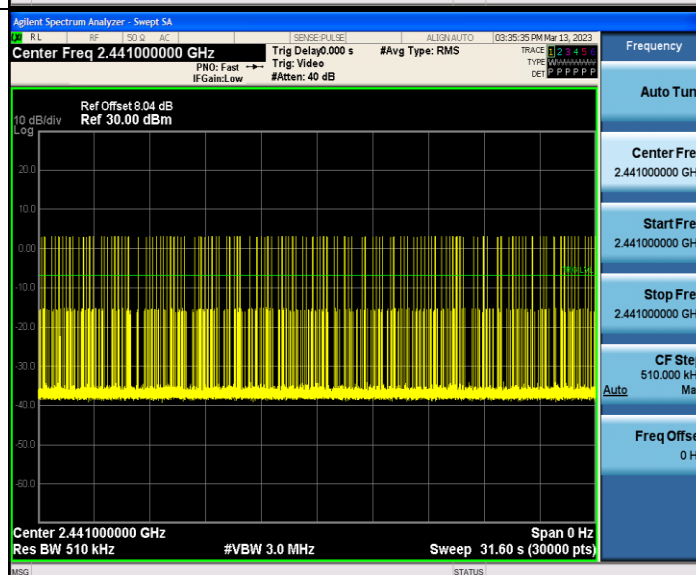 Agilent Spectrum Analyzer - Swept SA
RL RF 50 Ω AC SENSE:PULSE ALIGN AUTO 03:35:35 PM Mar 13, 2023
Center Freq 2.441000000 GHz
PNO: Fast
IFGain:Low
Trig Delay0.000 s
Trig: Video
#Atten: 40 dB
#Avg Type: RMS
TRACE 1 2 3 4 5 6
TYPE
DET P P P P P P
Ref Offset 8.04 dB
10 dB/div Ref 30.00 dBm
Log
20.0
10.0
0.00
-10.0
-20.0
-30.0
-40.0
-50.0
-60.0
TRIG LVL
Center 2.441000000 GHz Span 0 Hz
Res BW 510 kHz #VBW 3.0 MHz Sweep 31.60 s (30000 pts)
MSG STATUS
Frequency
Auto Tun
Center Fre
2.441000000 GH
Start Fre
2.441000000 GH
Stop Fre
2.441000000 GH
CF Step
510.000 kH
Auto Ma
Freq Offse
0 H